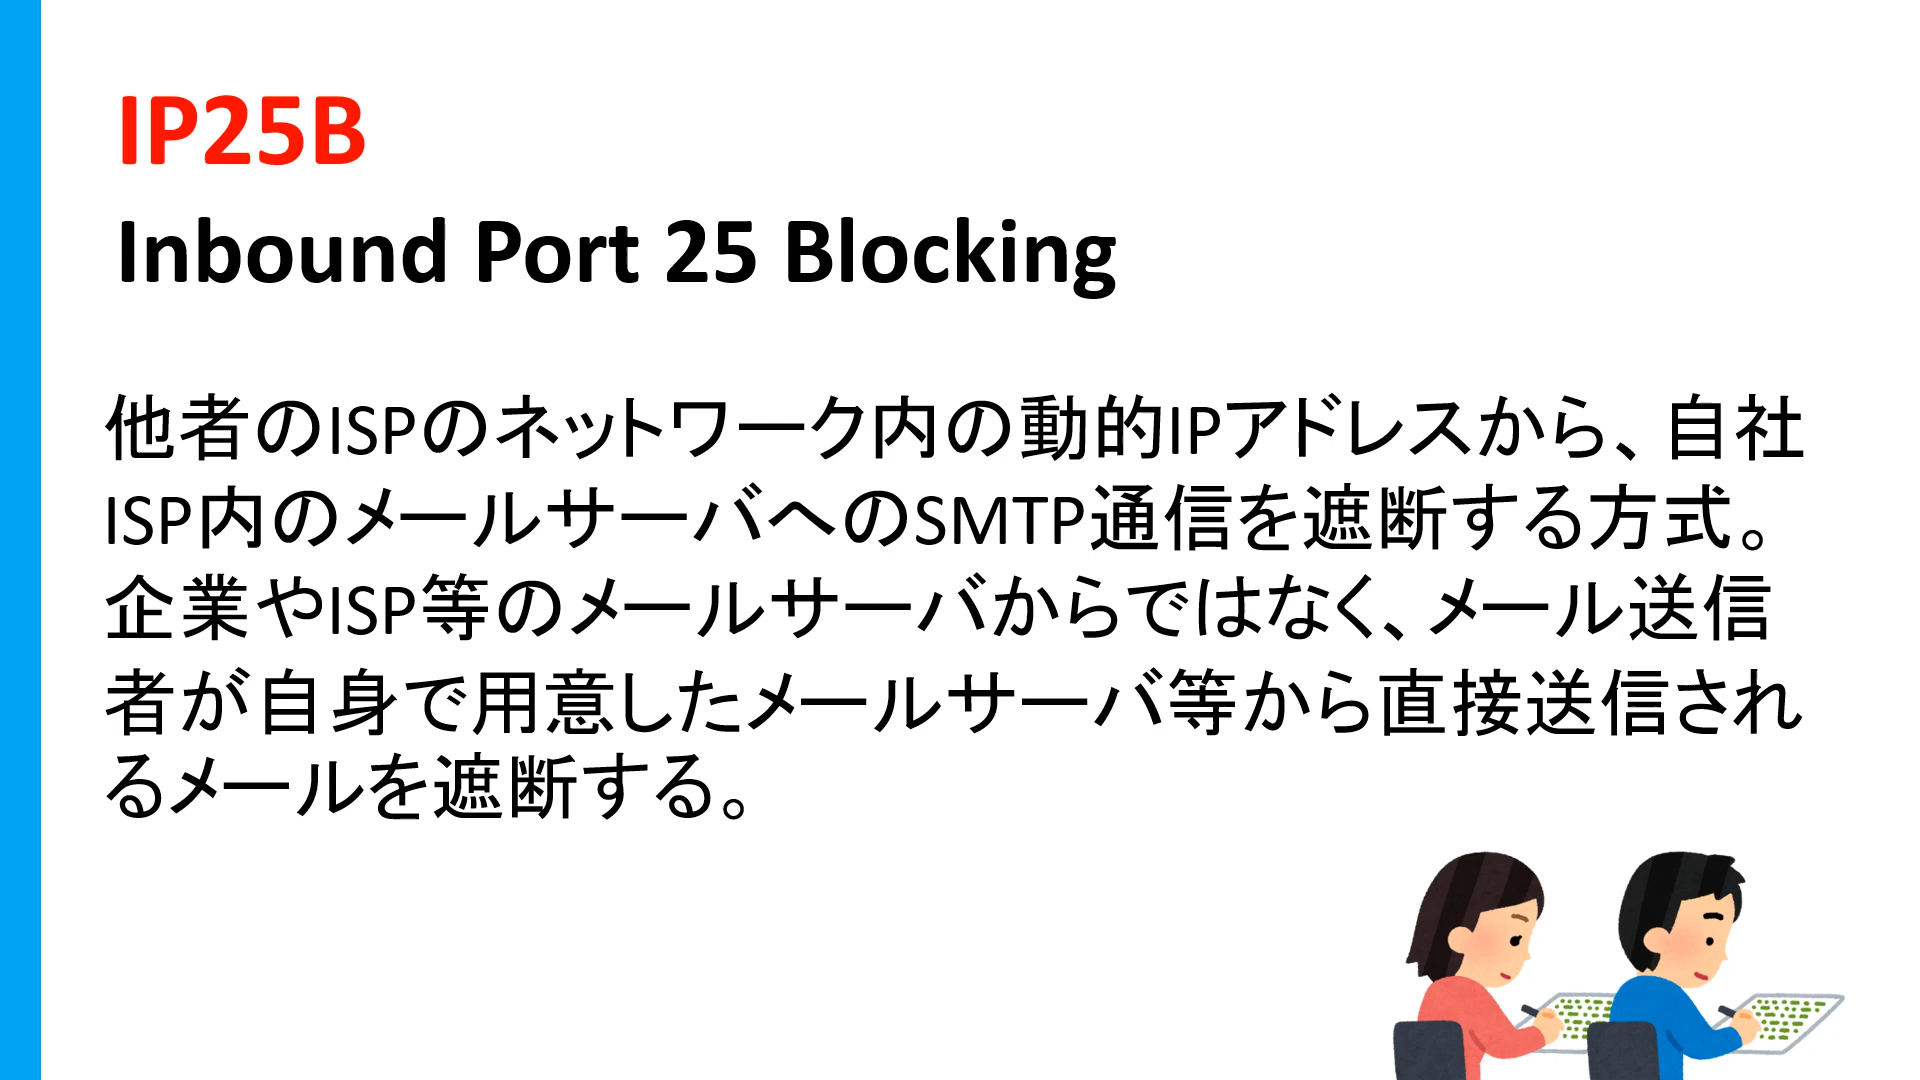 IP25B
Inbound Port 25 Blocking
他者のISPのネットワーク内の動的IPアドレスから、自社
ISP内のメールサーバへのSMTP通信を遮断する方式。
企業やISP等のメールサーバからではなく、メール送信
者が自身で用意したメールサーバ等から直接送信され
るメールを遮断する。